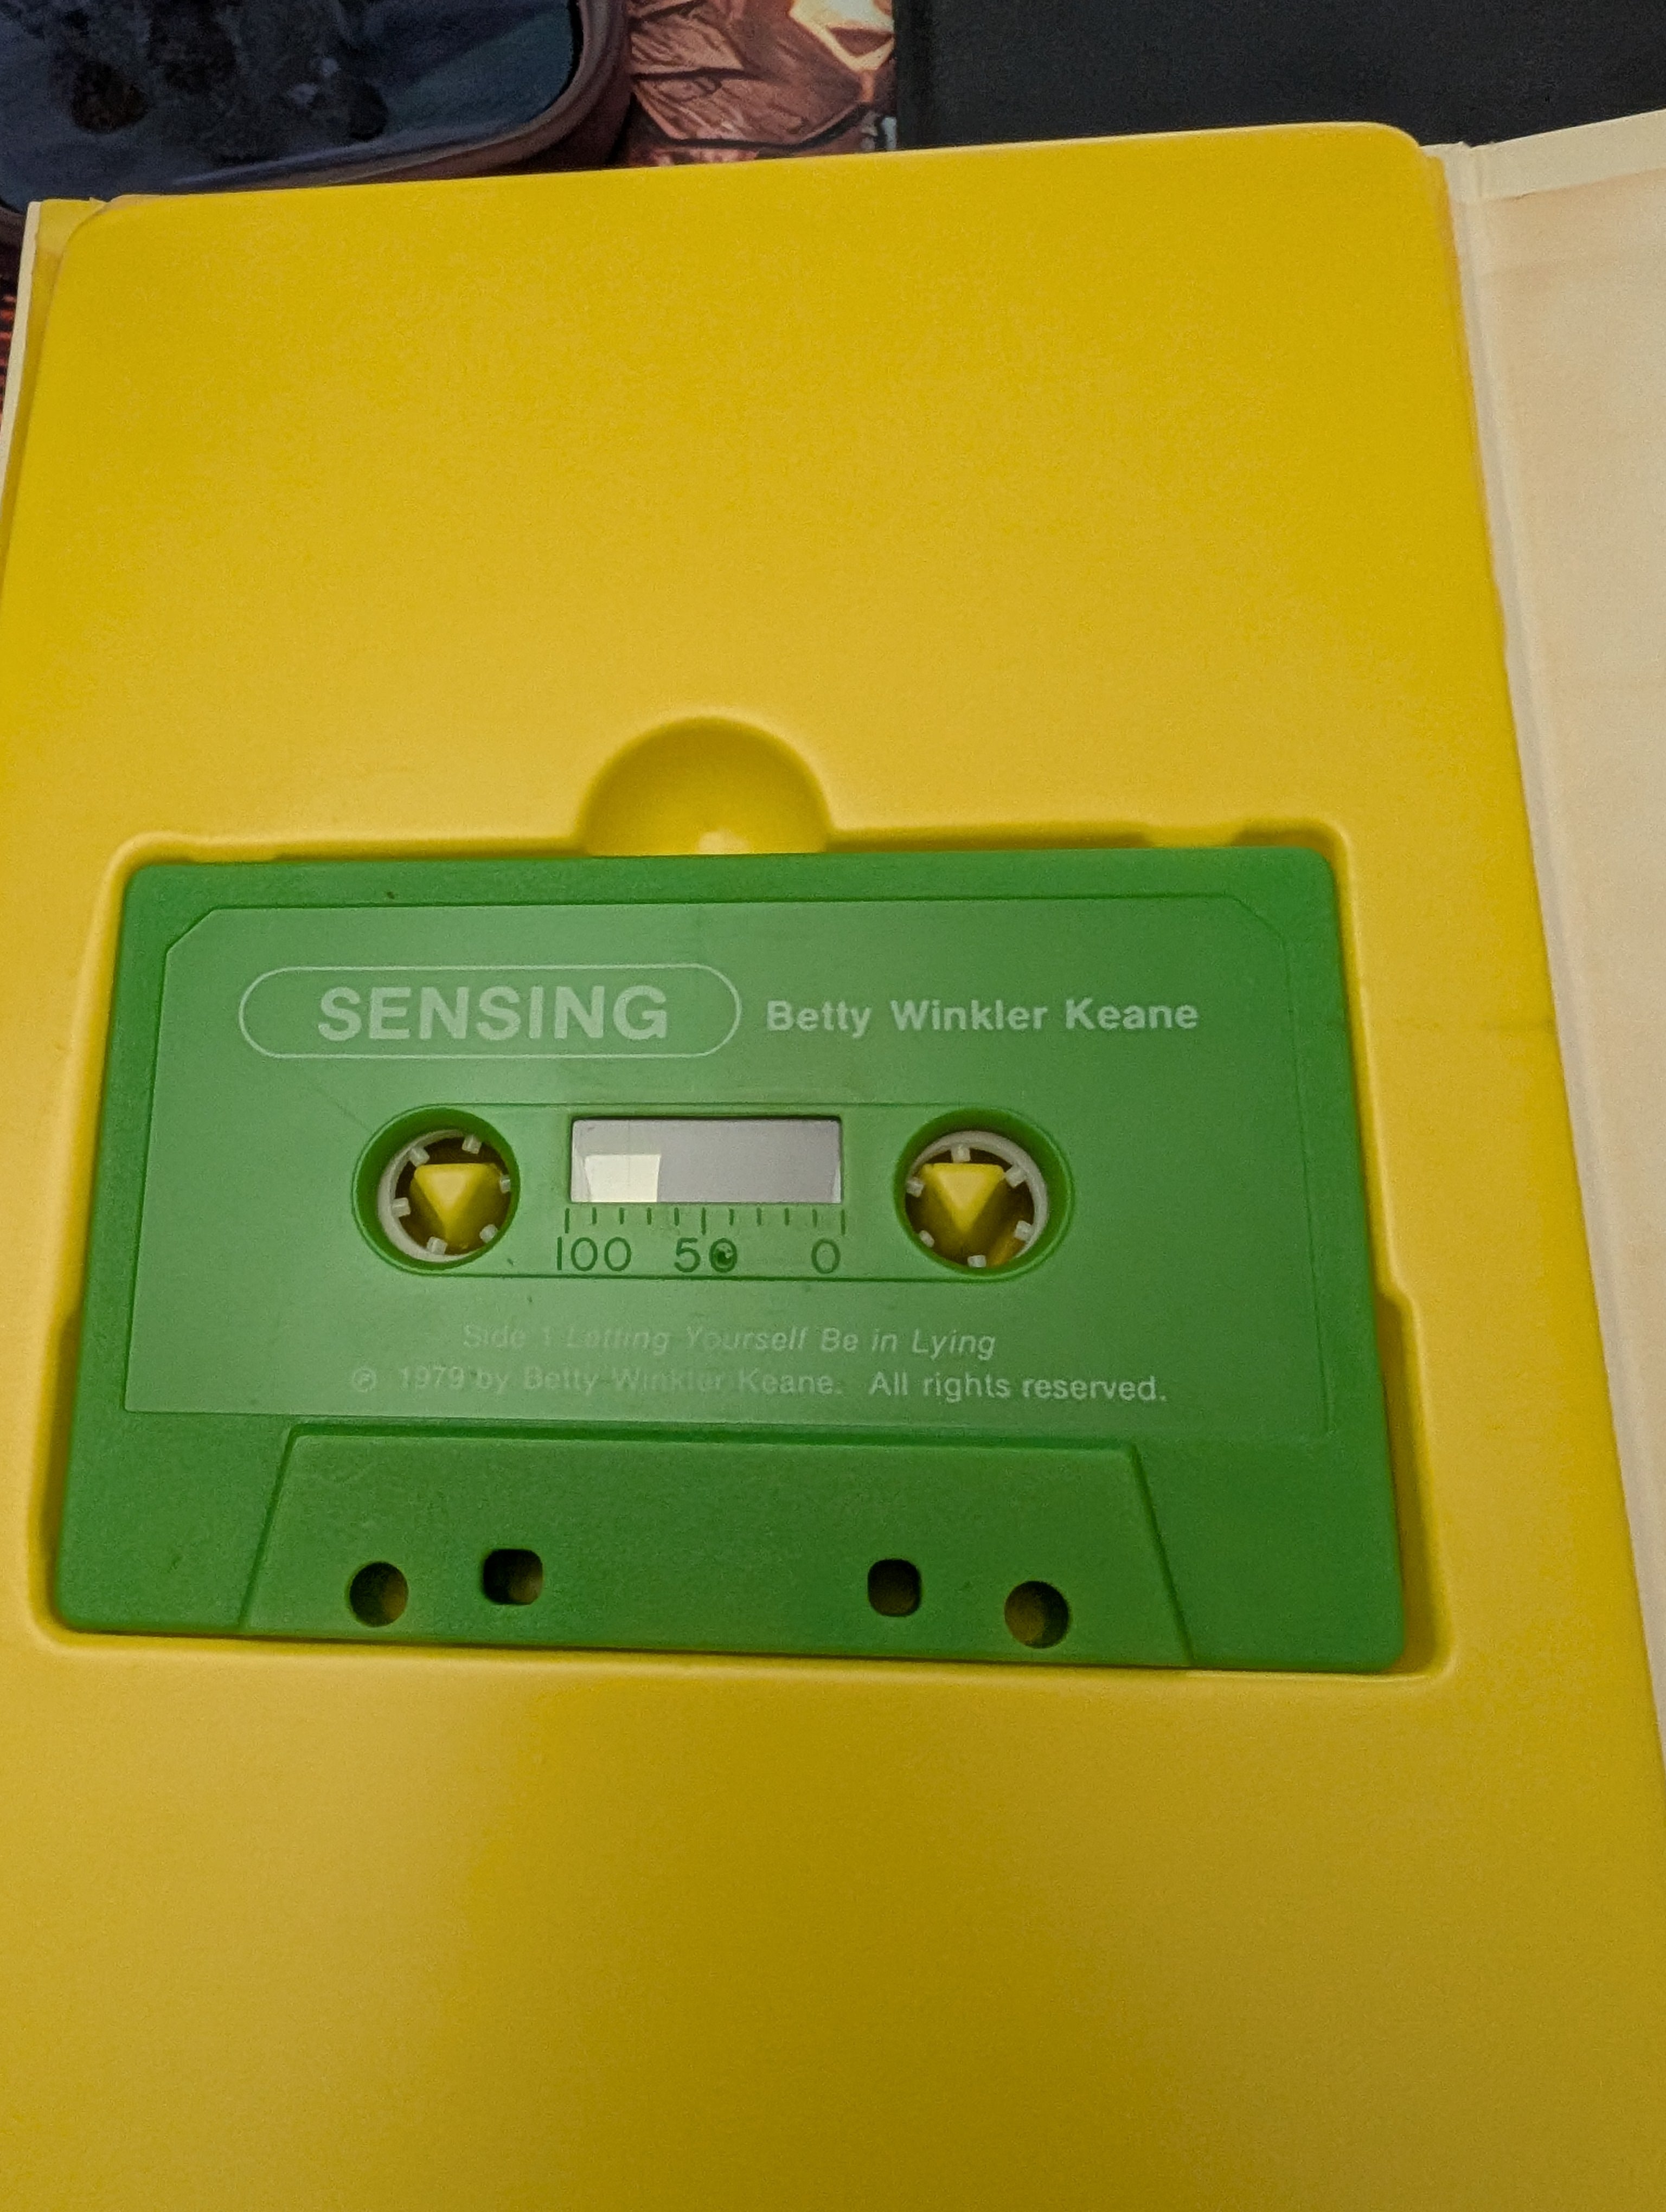 SENSING Betty Winkler Keane
100 50 0
Side 1 Letting Yourself Be in Lying
℗ 1979 by Betty Winkler Keane. All rights reserved.